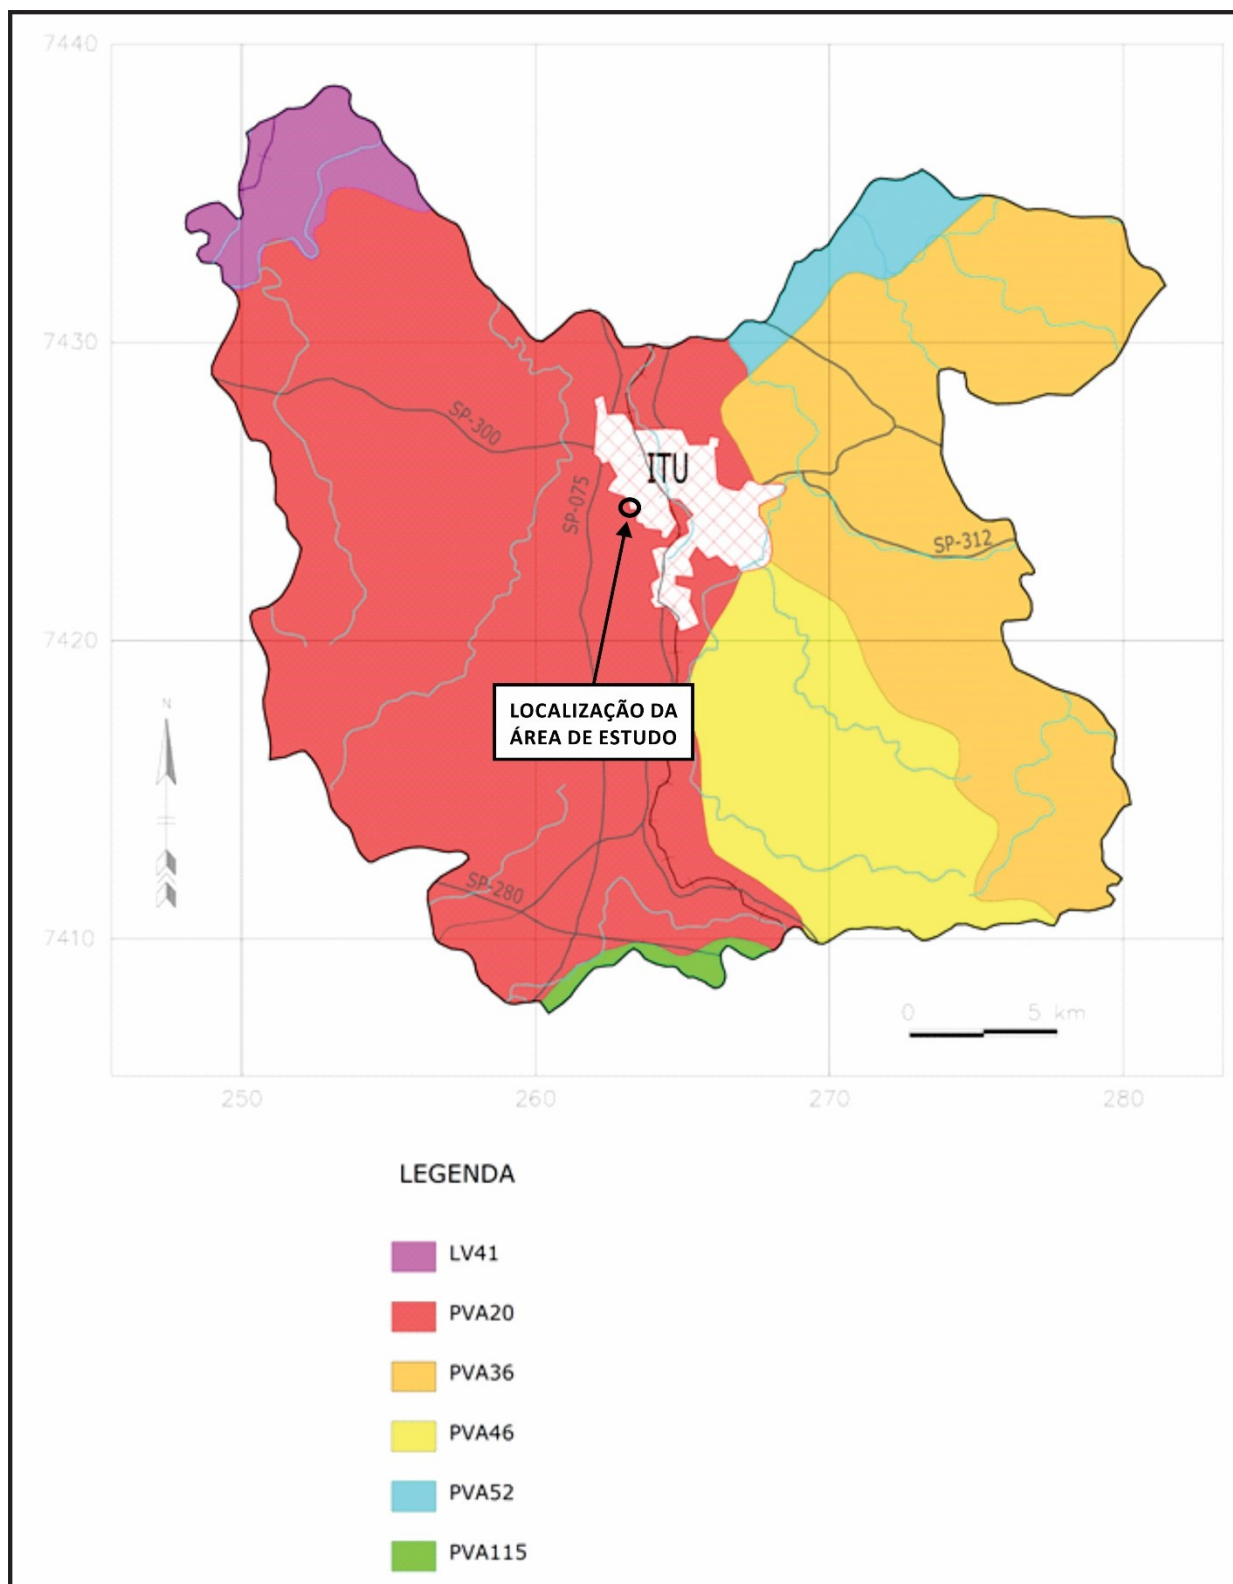 7440
7430
SP-300
ITU
SP-075
SP-312
7420
LOCALIZAÇÃO DA
ÁREA DE ESTUDO
N
SP-280
7410
0 5 km
250 260 270 280
LEGENDA
LV41
PVA20
PVA36
PVA46
PVA52
PVA115